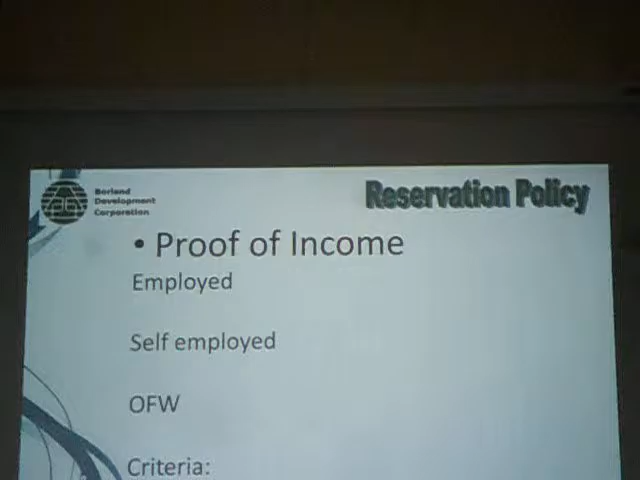 Borland
Development
Corporation
Reservation Policy
• Proof of Income
Employed
Self employed
OFW
Criteria: